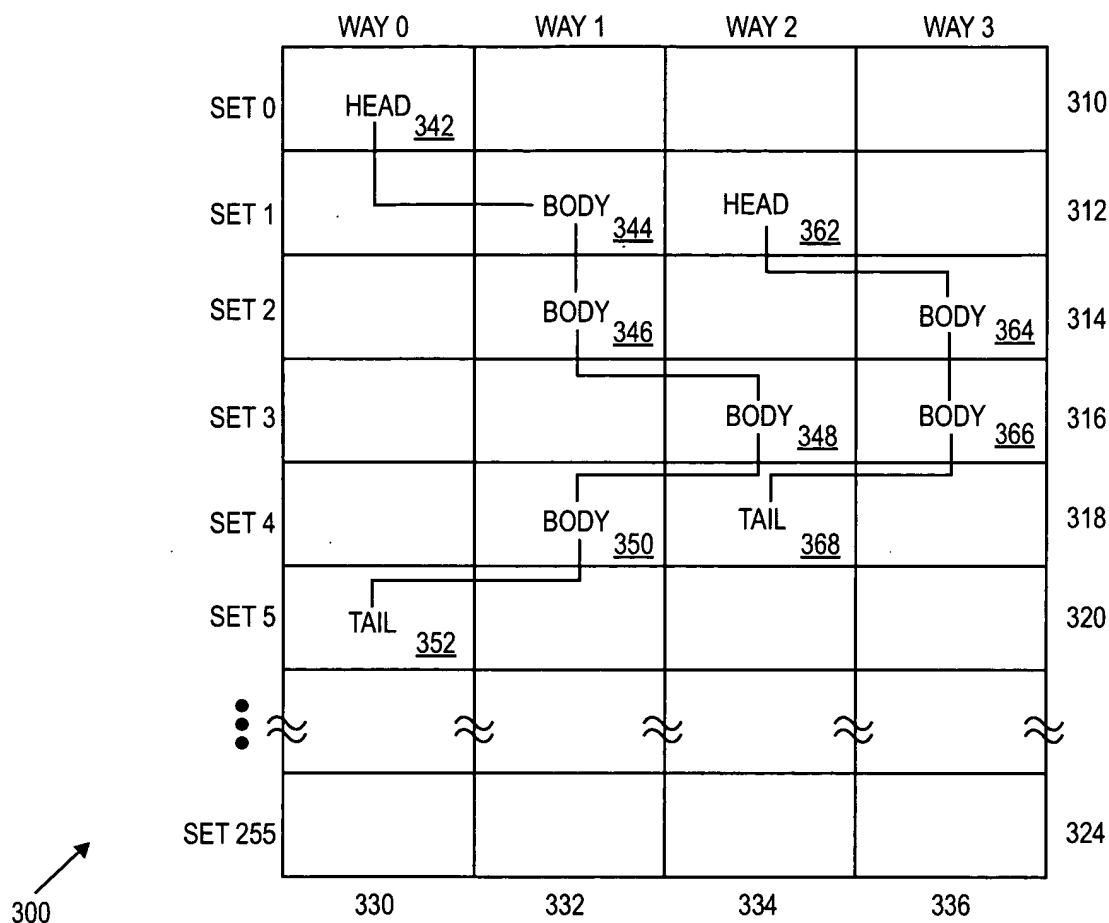 WAY 0 WAY 1 WAY 2 WAY 3
SET 0 HEAD 342 310
SET 1 BODY 344 HEAD 362 312
SET 2 BODY 346 BODY 364 314
SET 3 BODY 348 BODY 366 316
SET 4 BODY 350 TAIL 368 318
SET 5 TAIL 352 320
SET 255 324
300 330 332 334 336